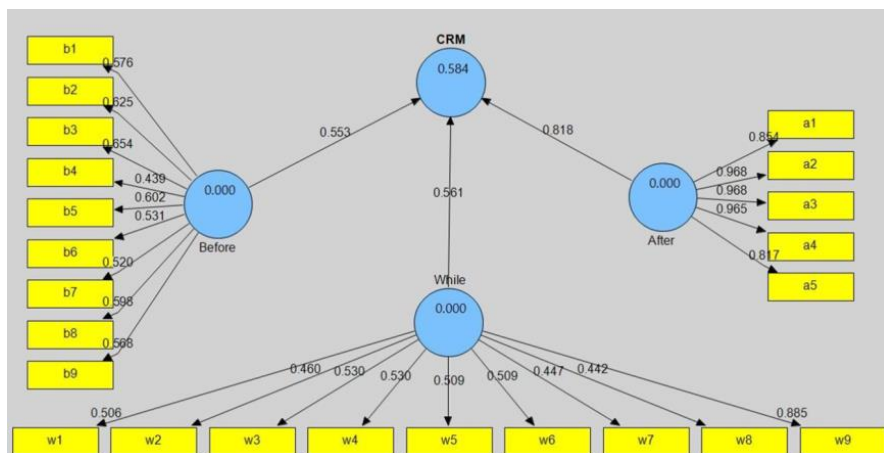 CRM
0.584
b1
0.576
b2
0.625
b3
0.654
b4
0.439
b5
0.602
b6
0.531
b7
0.520
b8
0.598
b9
0.568
0.000
Before
0.553
0.561
0.818
0.000
After
a1
0.854
a2
0.968
a3
0.968
a4
0.965
a5
0.817
While
0.000
0.506
0.460
0.530
0.530
0.509
0.509
0.447
0.442
0.885
w1
w2
w3
w4
w5
w6
w7
w8
w9